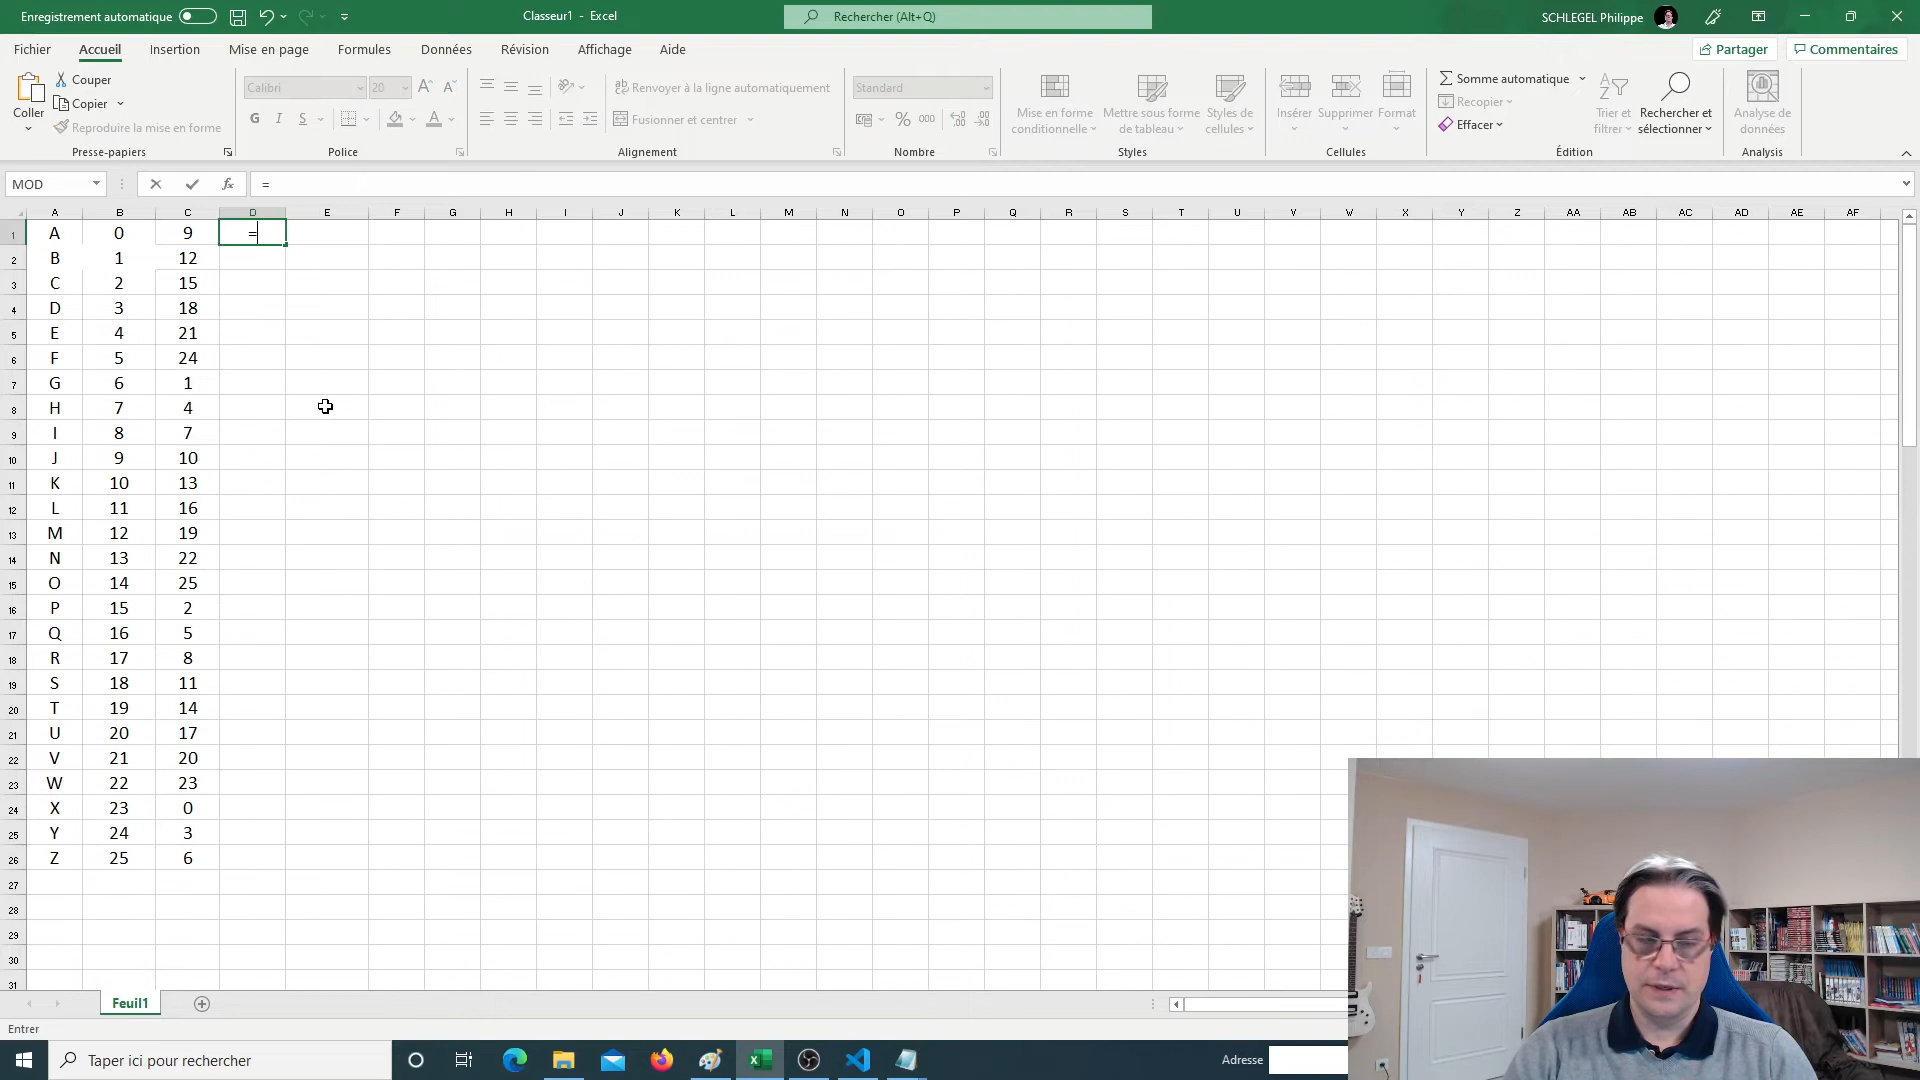 Enregistrement automatique
Classeur1 - Excel
Rechercher (Alt+Q)
SCHLEGEL Philippe
Fichier Accueil Insertion Mise en page Formules Données Révision Affichage Aide
Partager Commentaires
Coller
Couper
Copier
Reproduire la mise en forme
Presse-papiers
Calibri 20
G I S
Police
Renvoyer à la ligne automatiquement
Fusionner et centrer
Alignement
Standard
% 000
Nombre
Mise en forme conditionnelle
Mettre sous forme de tableau
Styles de cellules
Styles
Insérer Supprimer Format
Cellules
Somme automatique
Recopier
Effacer
Trier et filtrer
Rechercher et sélectionner
Édition
Analyse de données
Analysis
MOD fx =
A B C D E F G H I J K L M N O P Q R S T U V W X Y Z AA AB AC AD AE AF
1 A 0 9 =
2 B 1 12
3 C 2 15
4 D 3 18
5 E 4 21
6 F 5 24
7 G 6 1
8 H 7 4
9 I 8 7
10 J 9 10
11 K 10 13
12 L 11 16
13 M 12 19
14 N 13 22
15 O 14 25
16 P 15 2
17 Q 16 5
18 R 17 8
19 S 18 11
20 T 19 14
21 U 20 17
22 V 21 20
23 W 22 23
24 X 23 0
25 Y 24 3
26 Z 25 6
27
28
29
30
31
Feuil1
Entrer
Taper ici pour rechercher
Adresse